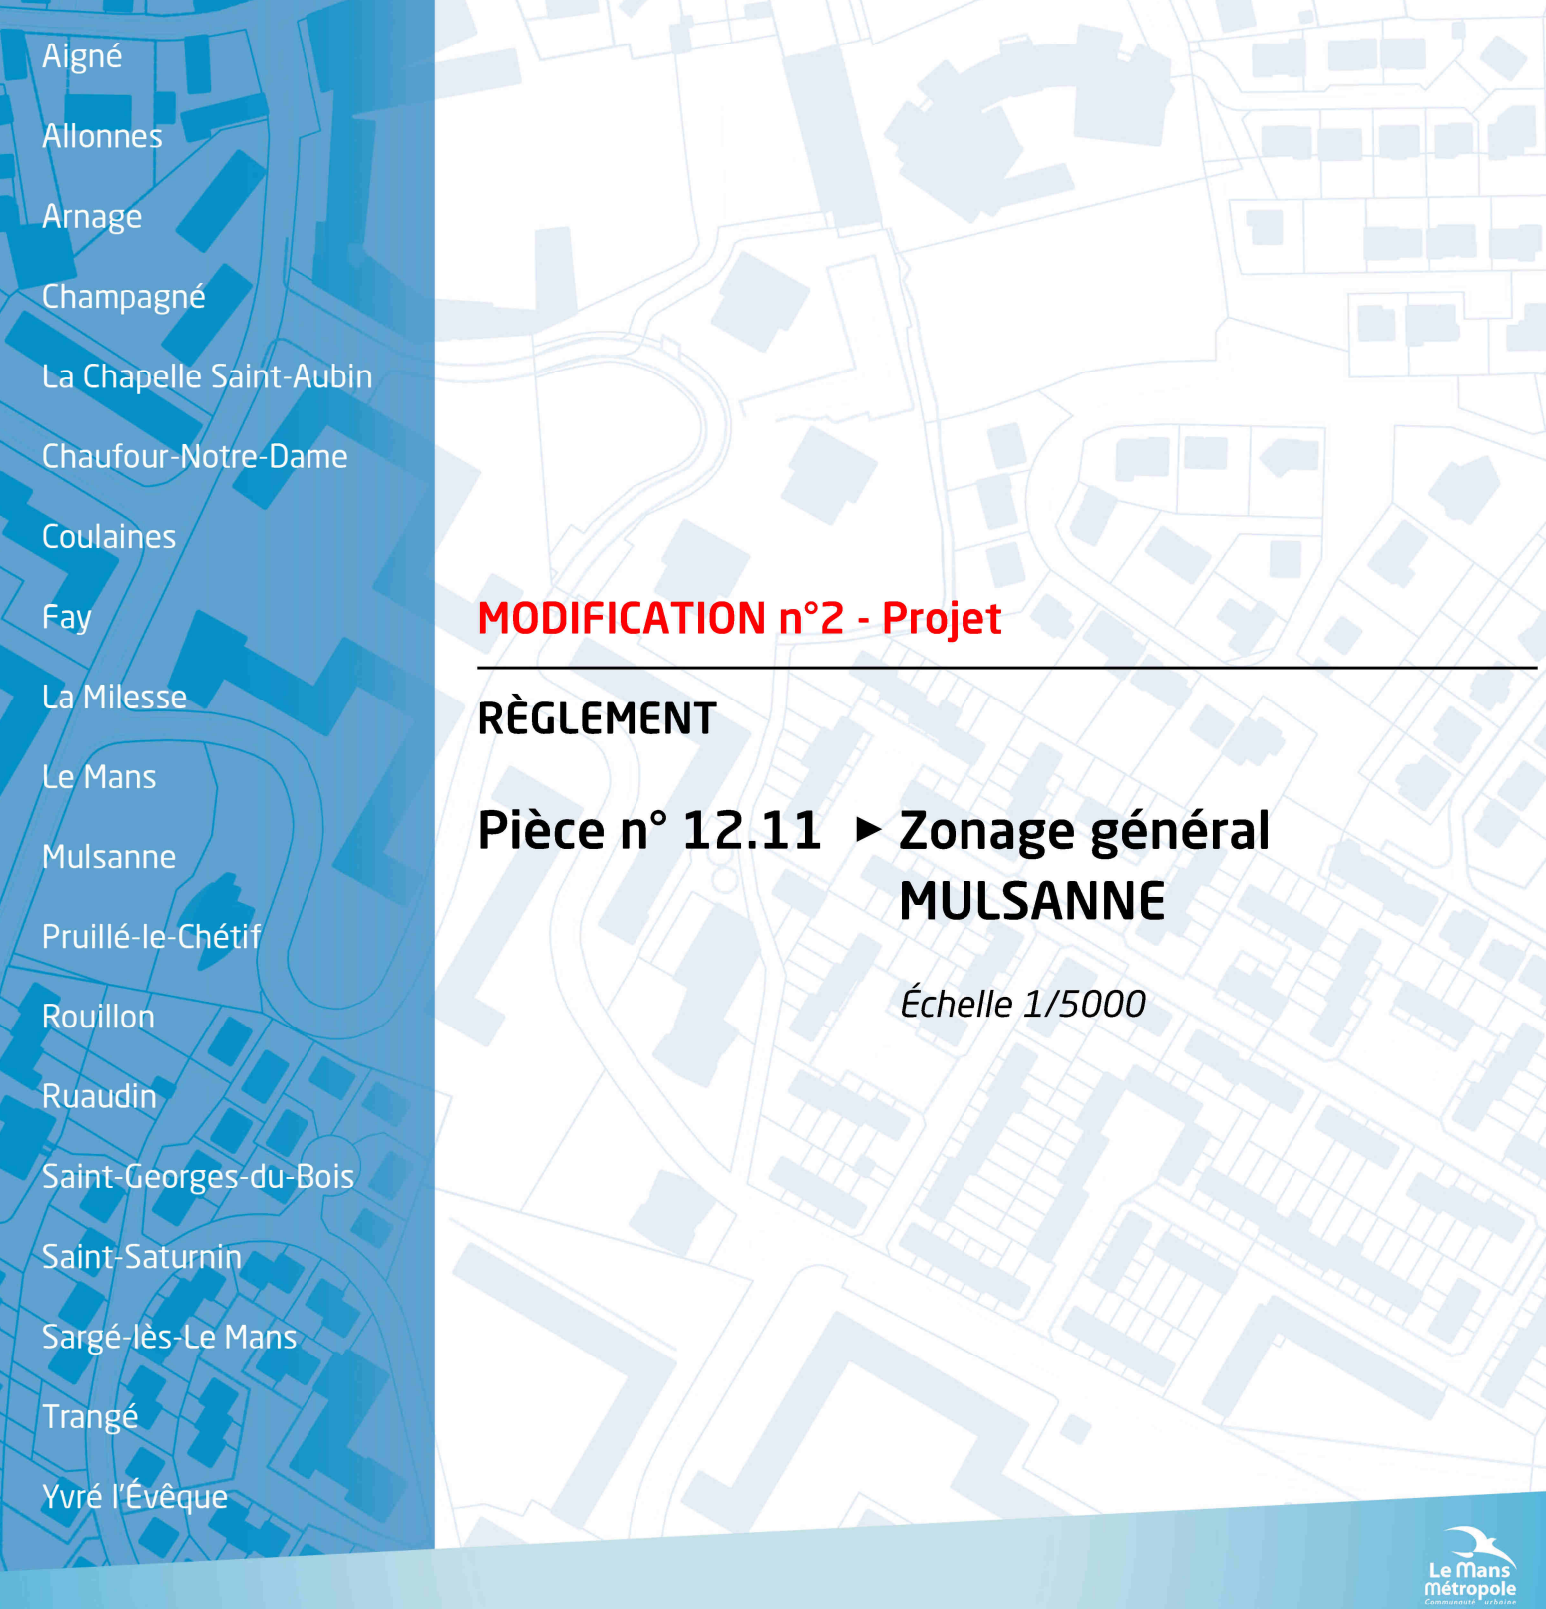 Aigné
Allonnes
Arnage
Champagné
La Chapelle Saint-Aubin
Chaufour-Notre-Dame
Coulaines
Fay
La Milesse
Le Mans
Mulsanne
Pruillé-le-Chétif
Rouillon
Ruaudin
Saint-Georges-du-Bois
Saint-Saturnin
Sargé-lès-Le Mans
Trangé
Yvré l'Évêque
MODIFICATION n°2 - Projet
RÈGLEMENT
Pièce n° 12.11 ► Zonage général
MULSANNE
Échelle 1/5000
Le Mans
Métropole
Communauté urbaine